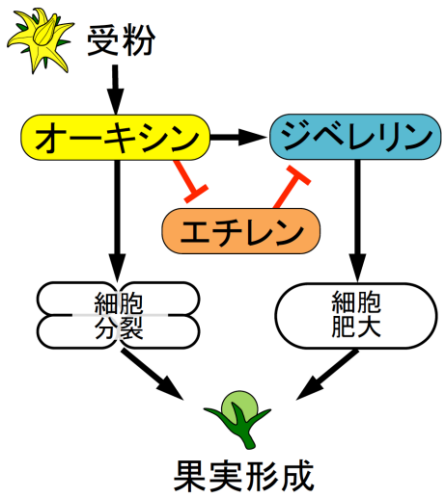 受粉
オーキシン
ジベレリン
エチレン
細胞
分裂
細胞
肥大
果実形成